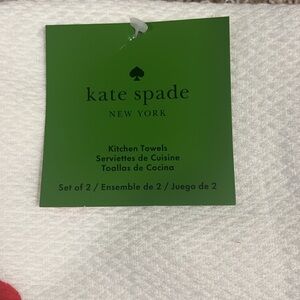 kate spade
NEW YORK
Kitchen Towels
Serviettes de Cuisine
Toallas de Cocina
Set of 2 / Ensemble de 2 / Juego de 2